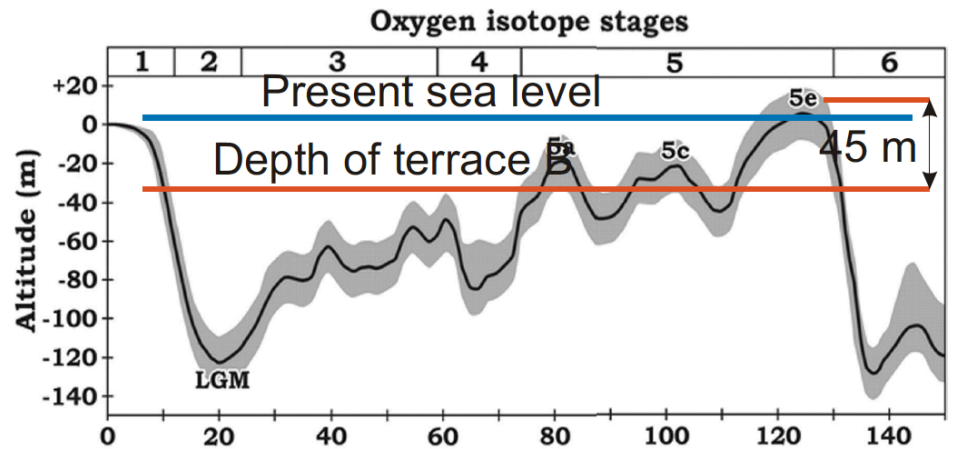 Oxygen isotope stages
1 2 3 4 5 6
+20
Present sea level
5e
0
45 m
Depth of terrace B
5a
5c
-20
-40
-60
-80
-100
-120
-140
LGM
Altitude (m)
0 20 40 60 80 100 120 140